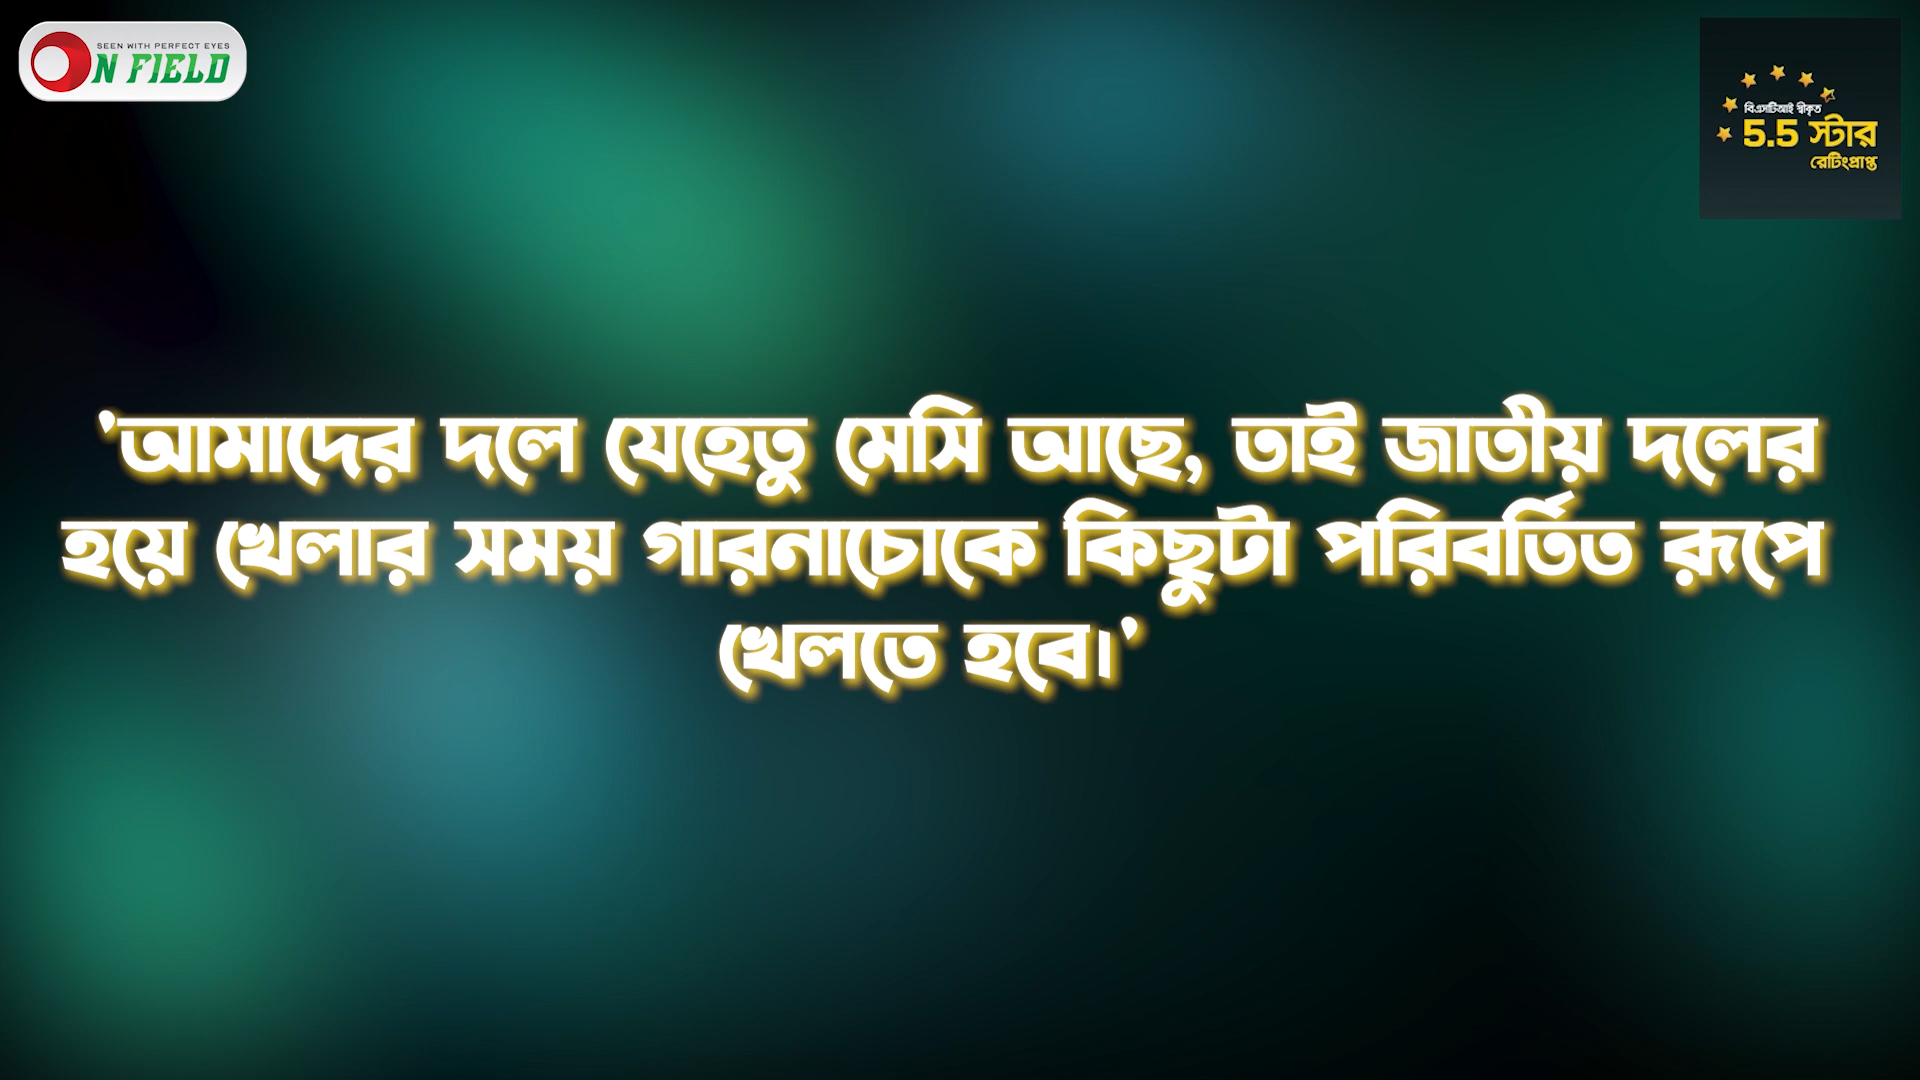 SEEN WITH PERFECT EYES
ON FIELD
বিএসটিআই স্বীকৃত
5.5 স্টার
রেটিংপ্রাপ্ত
'আমাদের দলে যেহেতু মেসি আছে, তাই জাতীয় দলের
হয়ে খেলার সময় গারনাচোকে কিছুটা পরিবর্তিত রূপে
খেলতে হবে।'